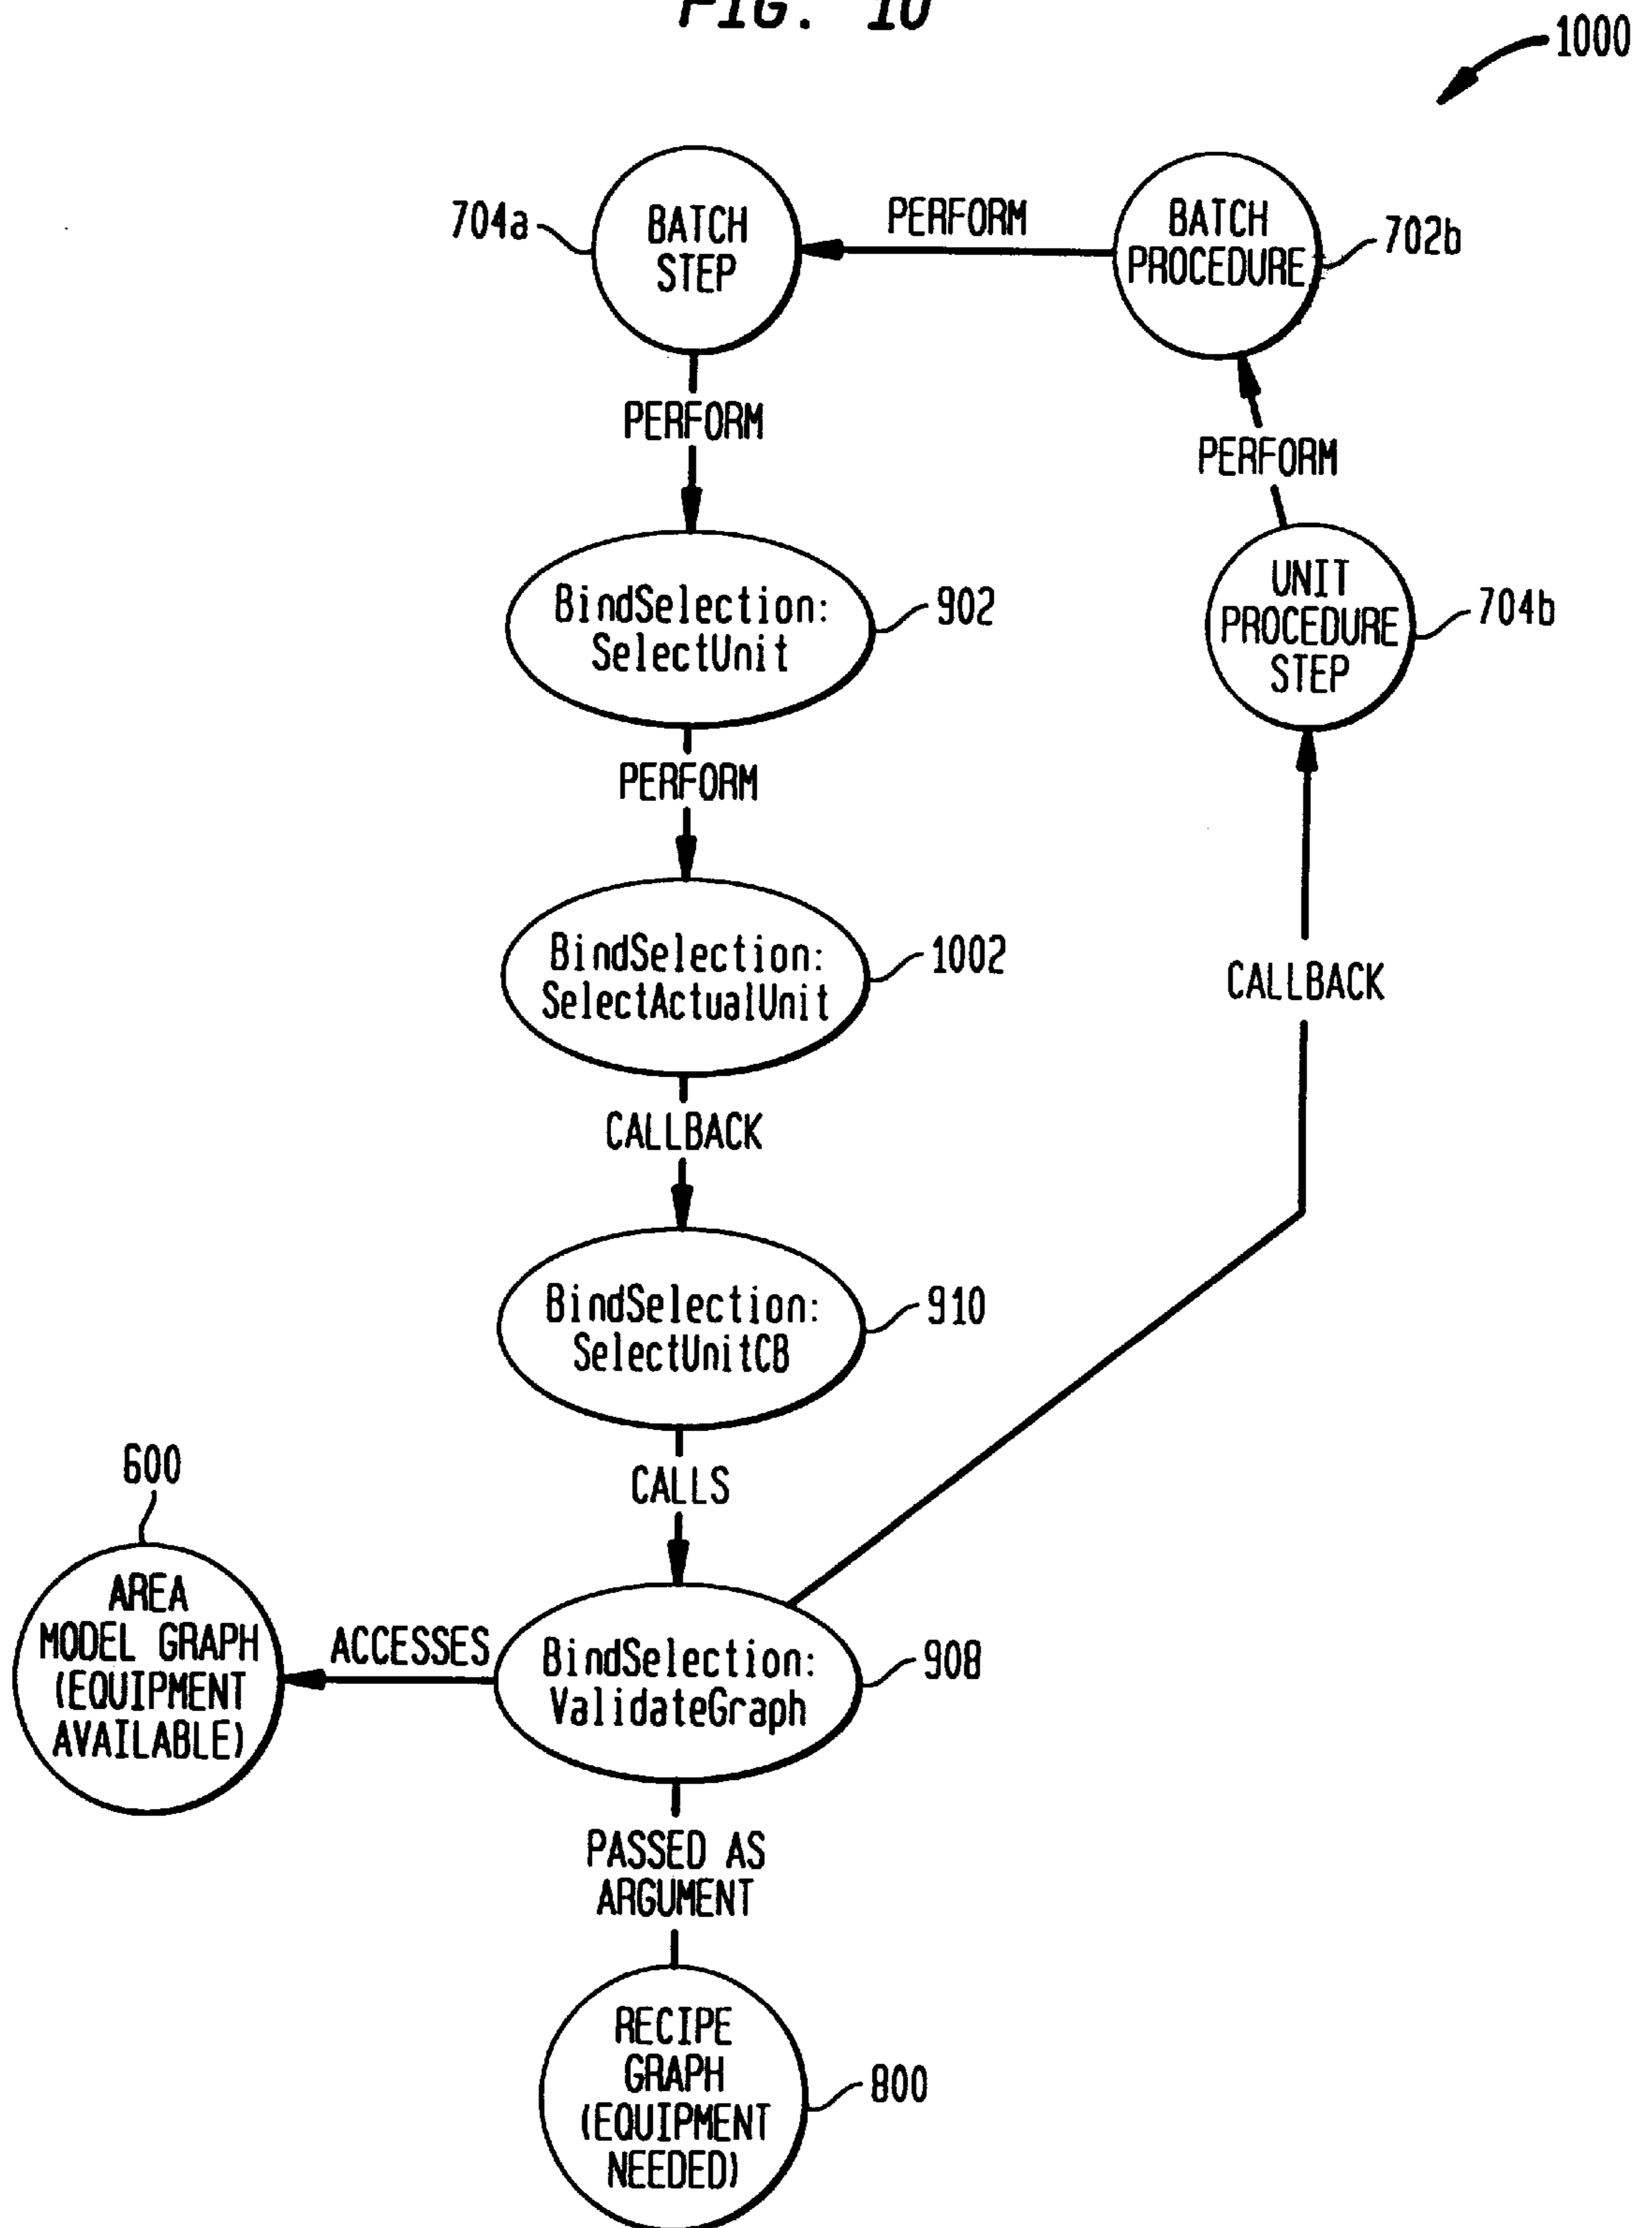 FIG. 10
1000
704a
BATCH
STEP
PERFORM
BATCH
PROCEDURE
702b
PERFORM
PERFORM
BindSelection:
SelectUnit
902
UNIT
PROCEDURE
STEP
704b
PERFORM
BindSelection:
SelectActualUnit
1002
CALLBACK
CALLBACK
BindSelection:
SelectUnitCB
910
600
CALLS
AREA
MODEL GRAPH
(EQUIPMENT
AVAILABLE)
ACCESSES
BindSelection:
ValidateGraph
908
PASSED AS
ARGUMENT
RECIPE
GRAPH
(EQUIPMENT
NEEDED)
800